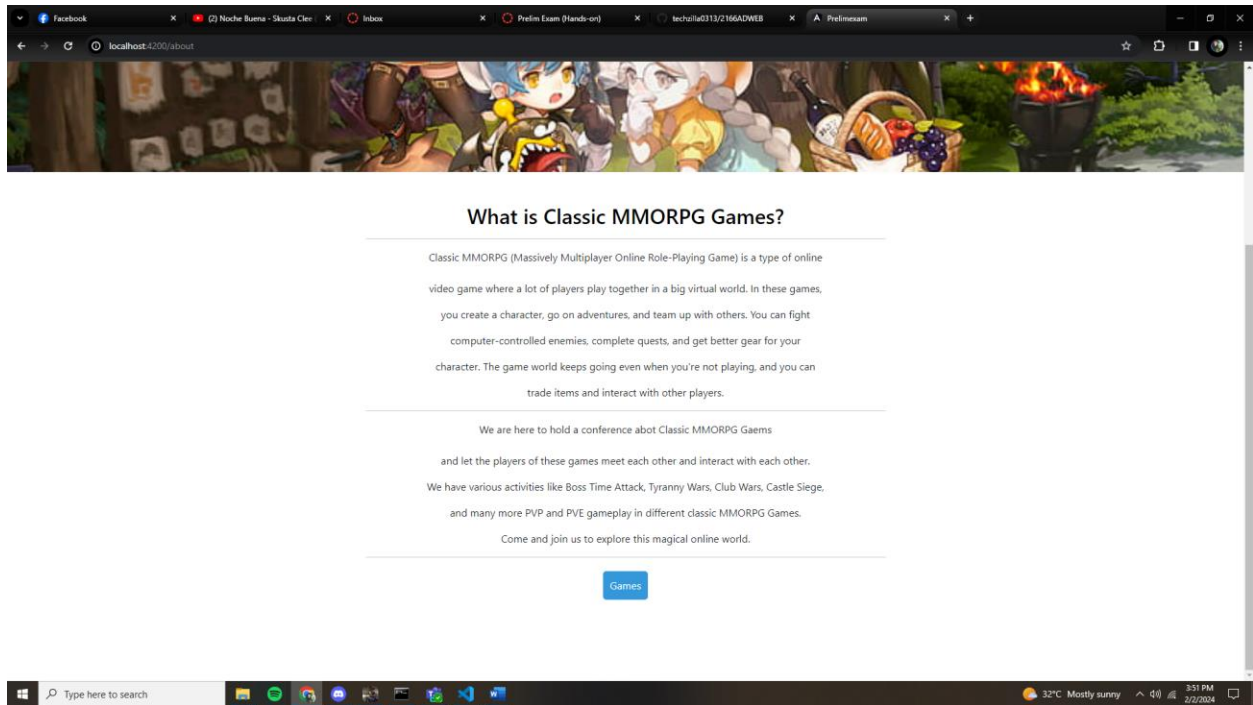 Facebook
(2) Noche Buena - Skusta Clee
Inbox
Prelim Exam (Hands-on)
techzilla0313/2166ADWEB
Prelimexam
localhost:4200/about
What is Classic MMORPG Games?
Classic MMORPG (Massively Multiplayer Online Role-Playing Game) is a type of online
video game where a lot of players play together in a big virtual world. In these games,
you create a character, go on adventures, and team up with others. You can fight
computer-controlled enemies, complete quests, and get better gear for your
character. The game world keeps going even when you're not playing, and you can
trade items and interact with other players.
We are here to hold a conference abot Classic MMORPG Gaems
and let the players of these games meet each other and interact with each other.
We have various activities like Boss Time Attack, Tyranny Wars, Club Wars, Castle Siege,
and many more PVP and PVE gameplay in different classic MMORPG Games.
Come and join us to explore this magical online world.
Games
Type here to search
32°C Mostly sunny
3:51 PM
2/2/2024